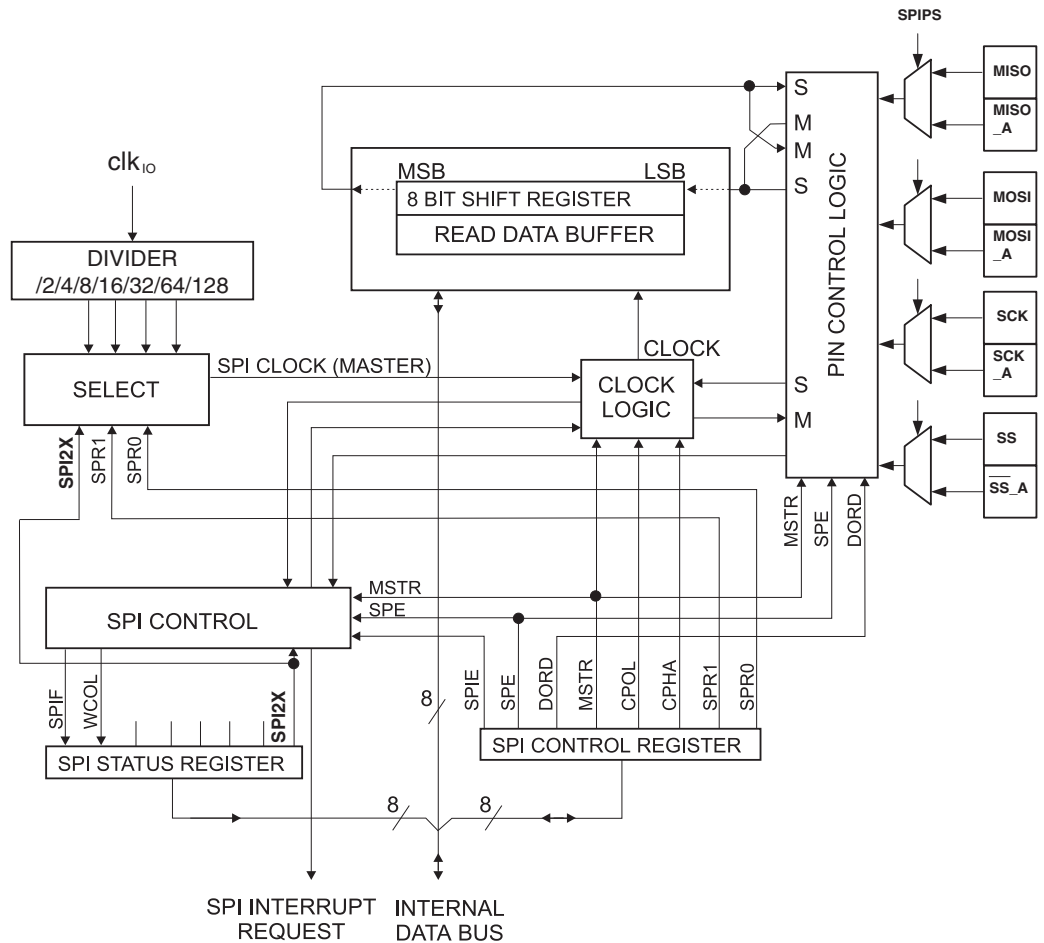 SPIPS
MISO
MISO
_A
MOSI
MOSI
_A
SCK
SCK
_A
SS
SS_A
S
M
M
S
PIN CONTROL LOGIC
S
M
MSB
LSB
8 BIT SHIFT REGISTER
READ DATA BUFFER
clkIO
DIVIDER
/2/4/8/16/32/64/128
SELECT
SPI CLOCK (MASTER)
CLOCK
CLOCK
LOGIC
SPI2X
SPR1
SPR0
MSTR
SPE
DORD
MSTR
SPE
SPI CONTROL
SPIF
WCOL
SPI2X
8
SPIE
SPE
DORD
MSTR
CPOL
CPHA
SPR1
SPR0
SPI STATUS REGISTER
SPI CONTROL REGISTER
8
8
SPI INTERRUPT
REQUEST
INTERNAL
DATA BUS